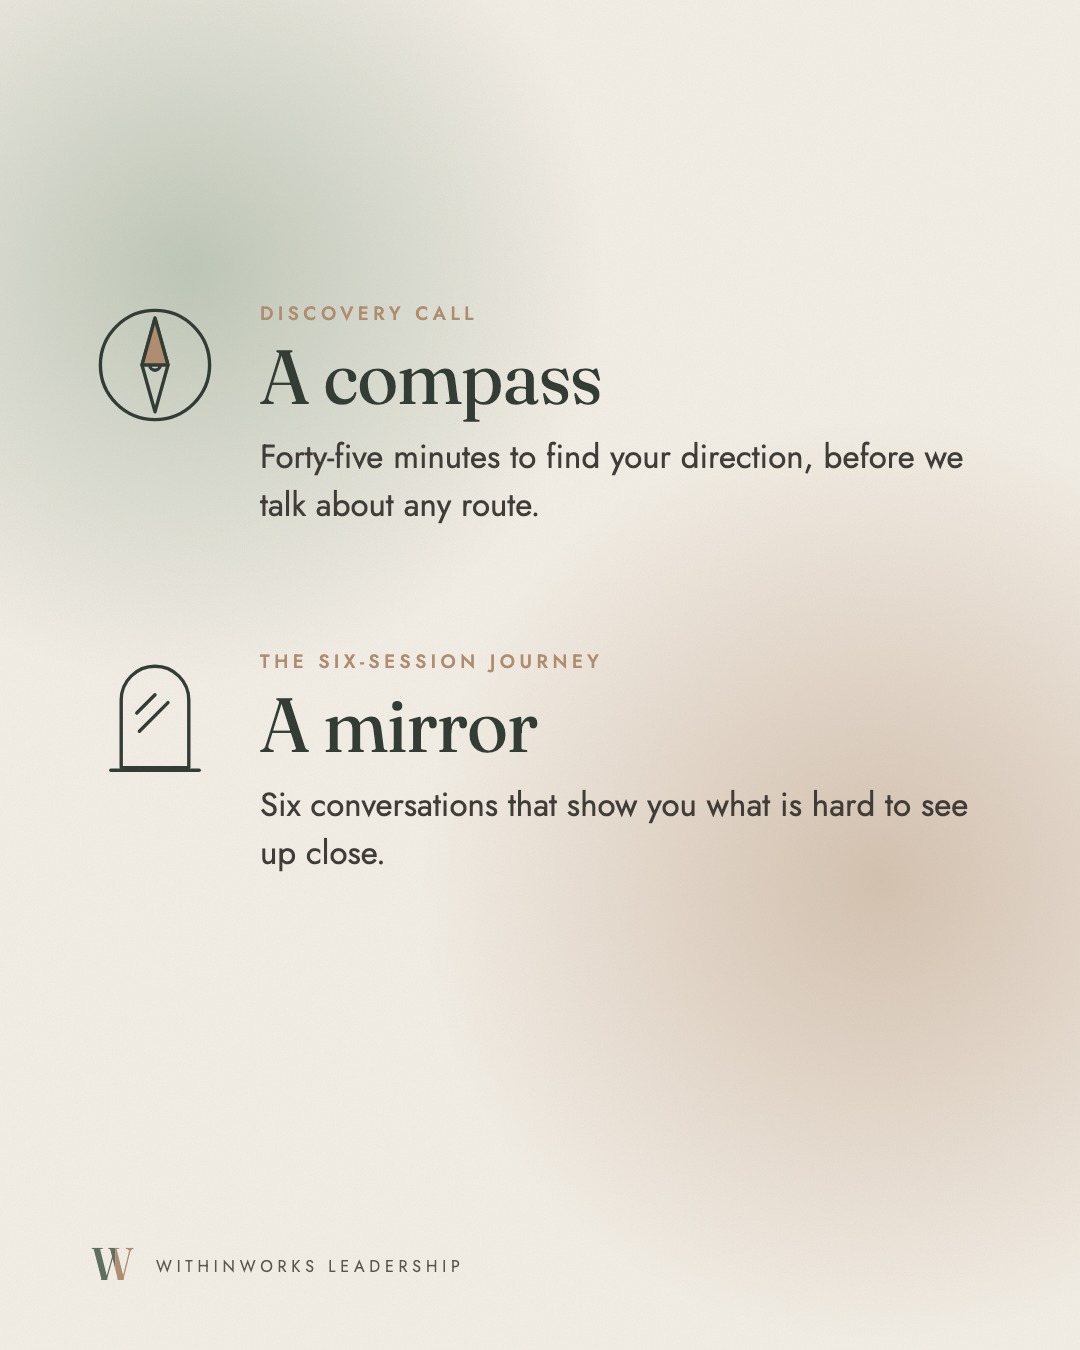 DISCOVERY CALL
A compass
Forty-five minutes to find your direction, before we
talk about any route.
THE SIX-SESSION JOURNEY
A mirror
Six conversations that show you what is hard to see
up close.
W WITHINWORKS LEADERSHIP